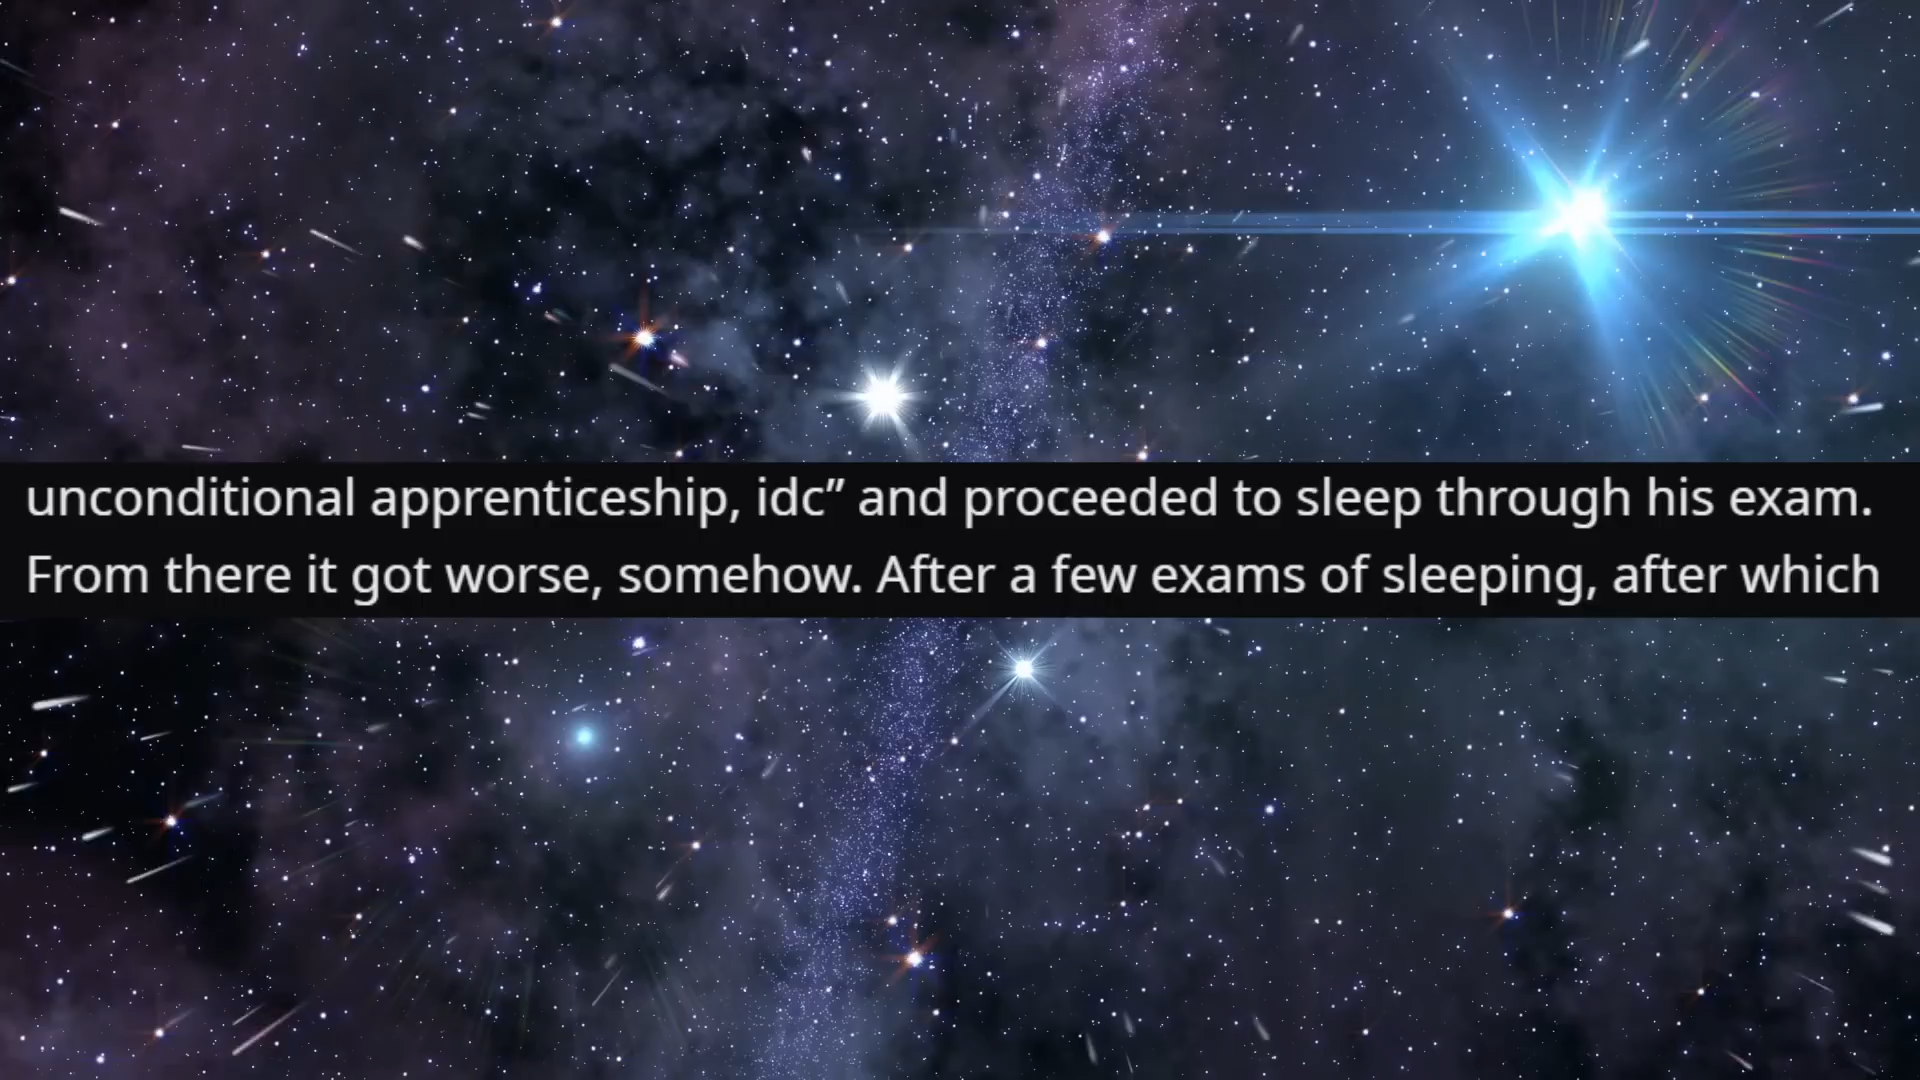 unconditional apprenticeship, idc” and proceeded to sleep through his exam.
From there it got worse, somehow. After a few exams of sleeping, after which